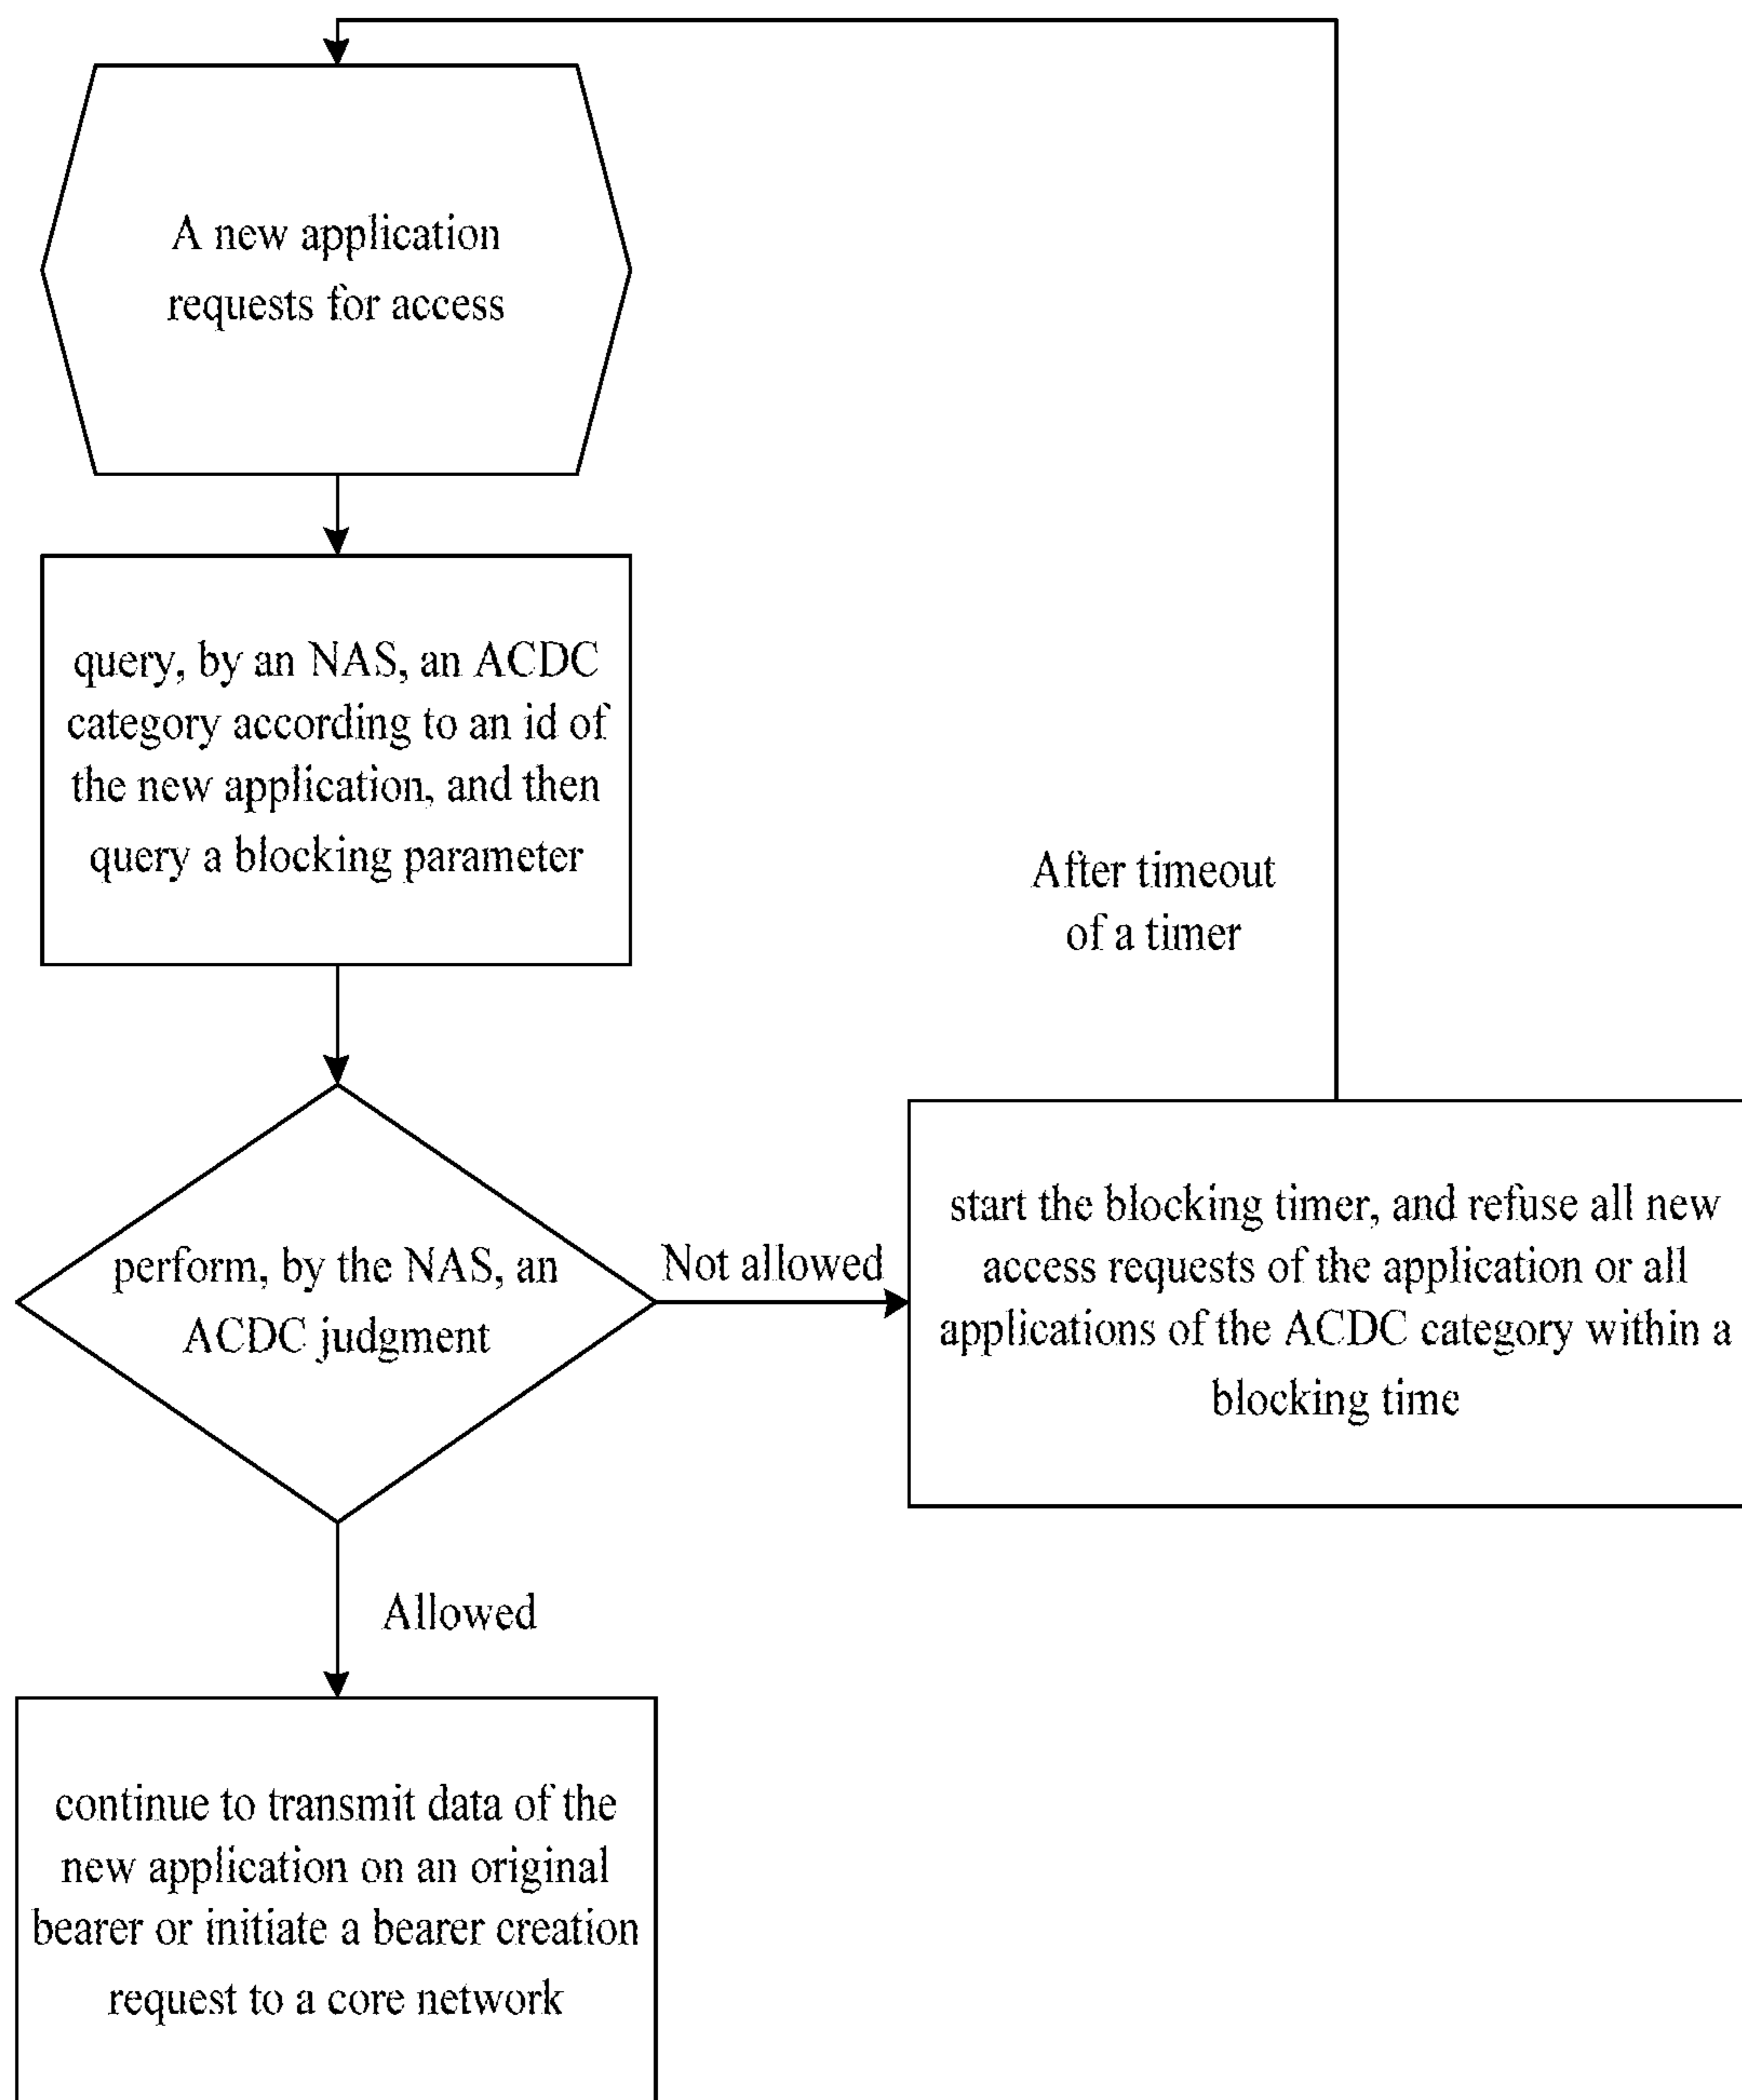 A new application
requests for access
query, by an NAS, an ACDC
category according to an id of
the new application, and then
query a blocking parameter
After timeout
of a timer
perform, by the NAS, an
ACDC judgment
Not allowed
start the blocking timer, and refuse all new
access requests of the application or all
applications of the ACDC category within a
blocking time
Allowed
continue to transmit data of the
new application on an original
bearer or initiate a bearer creation
request to a core network